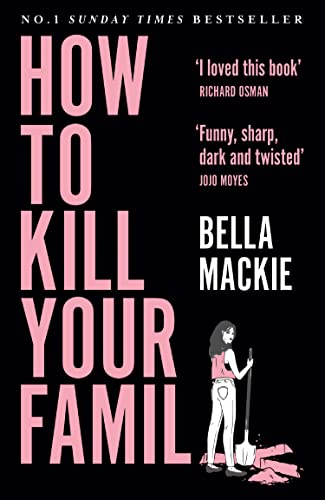 NO.1 SUNDAY TIMES BESTSELLER
HOW
TO
KILL
YOUR
FAMIL
'I loved this book'
RICHARD OSMAN
'Funny, sharp,
dark and twisted'
JOJO MOYES
BELLA
MACKIE